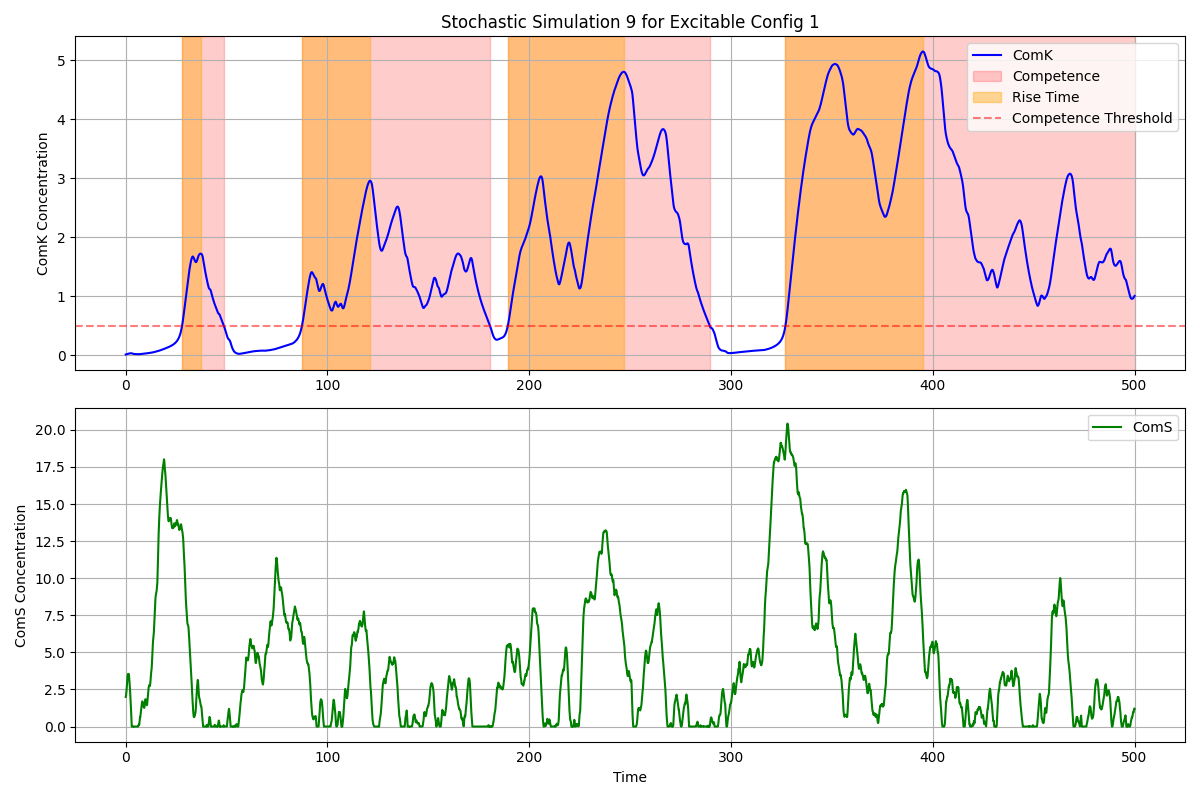 Stochastic Simulation 9 for Excitable Config 1
ComK Concentration
5
4
3
2
1
0
ComK
Competence
Rise Time
Competence Threshold
0 100 200 300 400 500
ComS Concentration
20.0
17.5
15.0
12.5
10.0
7.5
5.0
2.5
0.0
ComS
0 100 200 300 400 500
Time